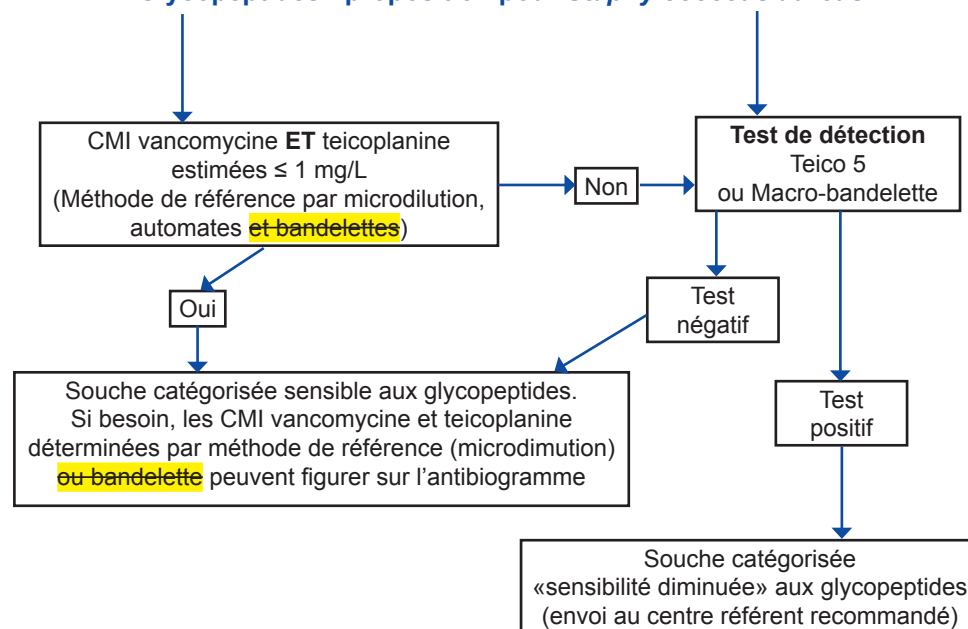 CMI vancomycine ET teicoplanine
estimées ≤ 1 mg/L
(Méthode de référence par microdilution,
automates et bandelettes)
Non
Test de détection
Teico 5
ou Macro-bandelette
Oui
Test
négatif
Souche catégorisée sensible aux glycopeptides.
Si besoin, les CMI vancomycine et teicoplanine
déterminées par méthode de référence (microdimution)
ou bandelette peuvent figurer sur l’antibiogramme
Test
positif
Souche catégorisée
«sensibilité diminuée» aux glycopeptides
(envoi au centre référent recommandé)